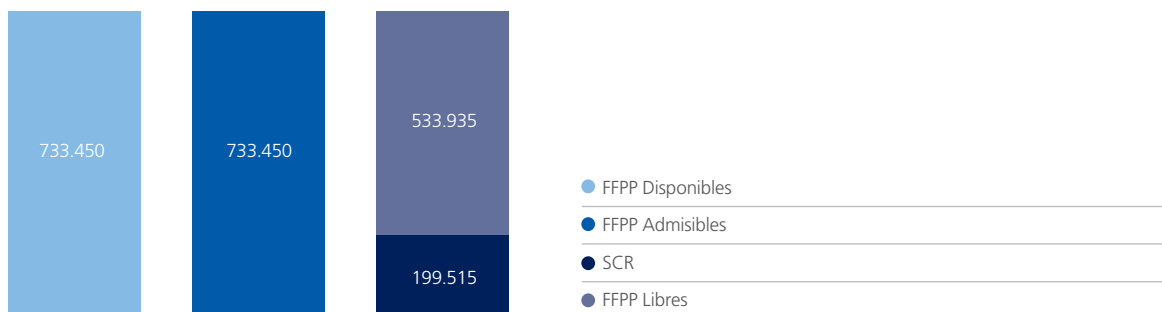 733.450
733.450
533.935
199.515
FFPP Disponibles
FFPP Admisibles
SCR
FFPP Libres